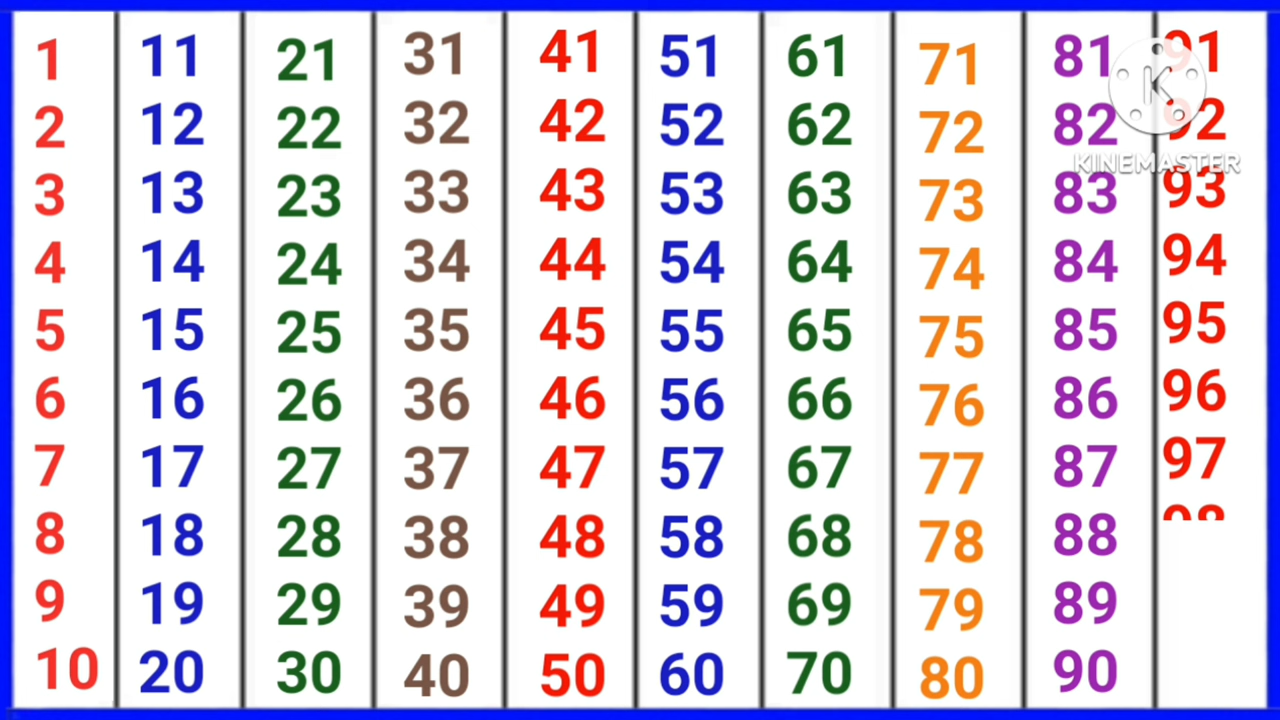 1 11 21 31 41 51 61 71 81 91
2 12 22 32 42 52 62 72 82 92
3 13 23 33 43 53 63 73 83 93
4 14 24 34 44 54 64 74 84 94
5 15 25 35 45 55 65 75 85 95
6 16 26 36 46 56 66 76 86 96
7 17 27 37 47 57 67 77 87 97
8 18 28 38 48 58 68 78 88
9 19 29 39 49 59 69 79 89
10 20 30 40 50 60 70 80 90
K
KINEMASTER